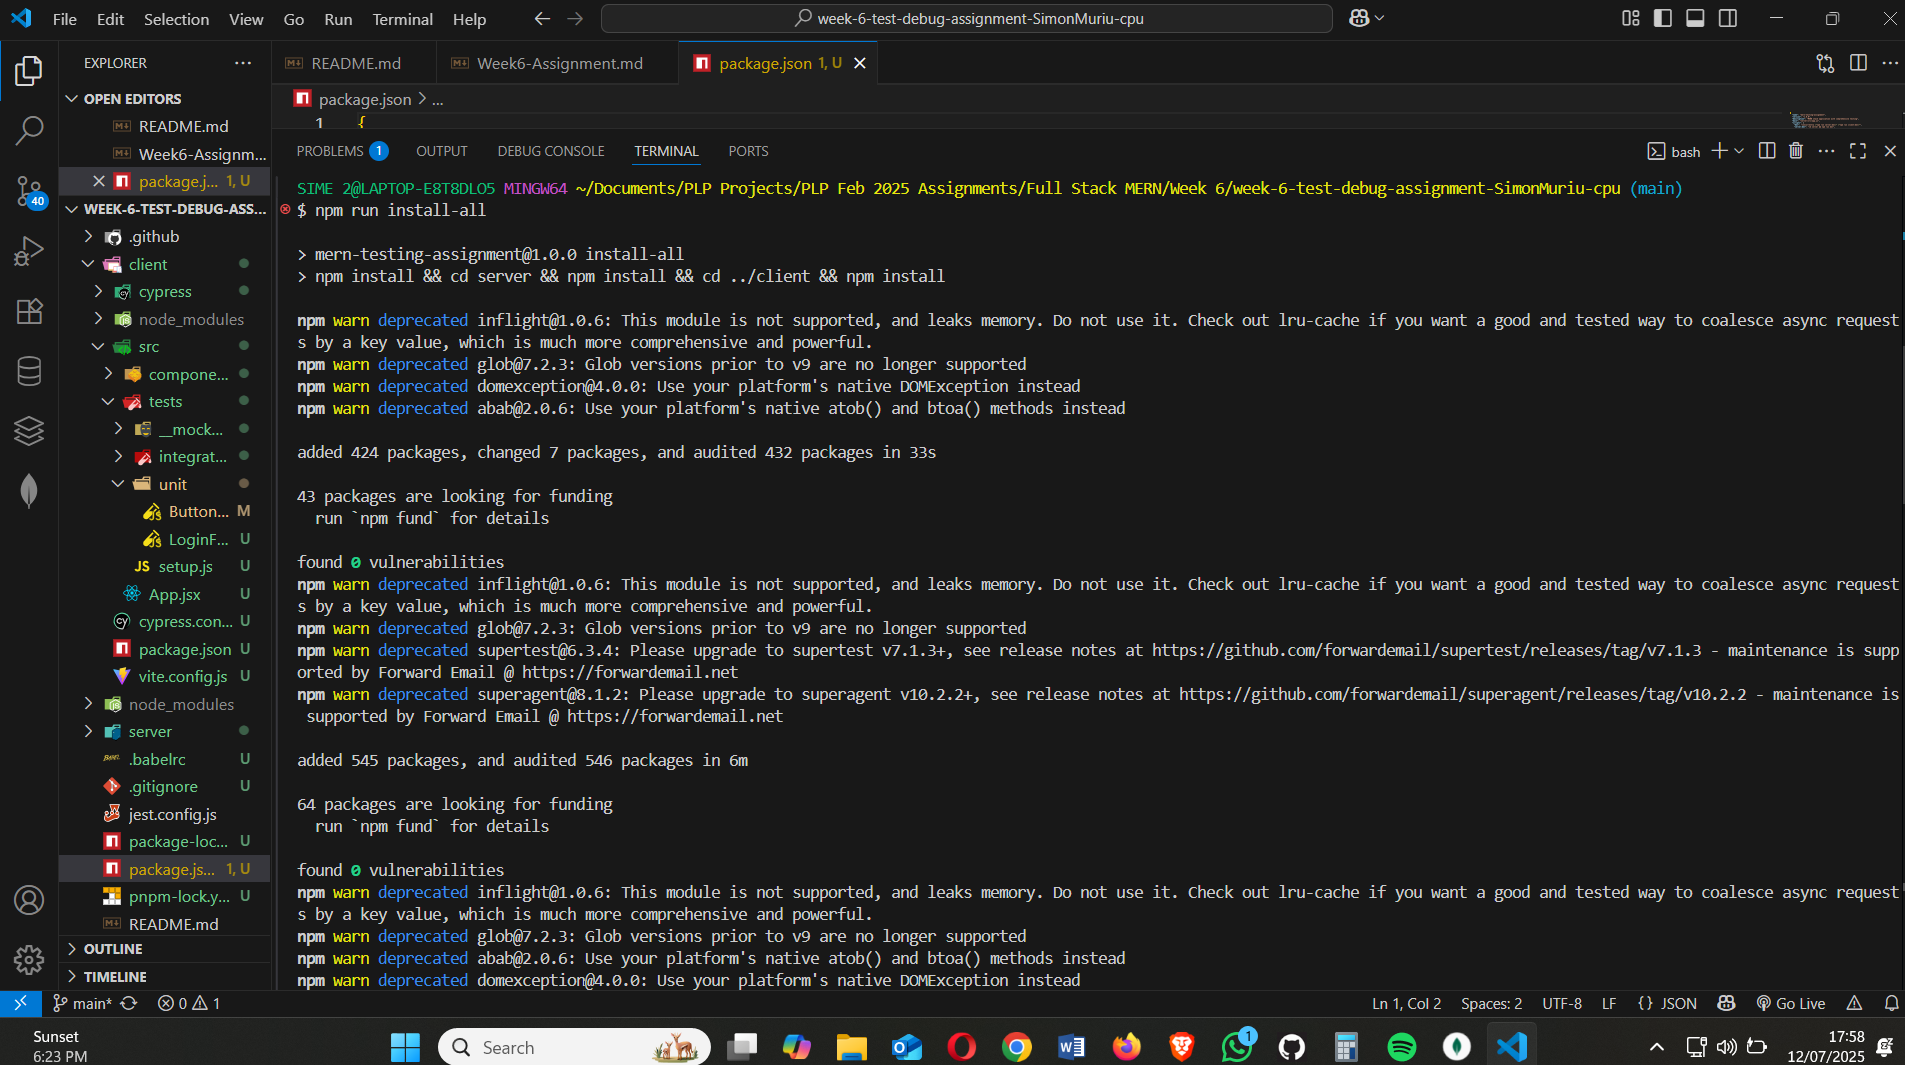 File Edit Selection View Go Run Terminal Help
week-6-test-debug-assignment-SimonMuriu-cpu
EXPLORER
README.md
Week6-Assignment.md
package.json 1, U
OPEN EDITORS
README.md
Week6-Assignm...
package.j... 1, U
WEEK-6-TEST-DEBUG-ASS...
.github
client
cypress
node_modules
src
compone...
tests
__mock...
integrat...
unit
Button... M
LoginF... U
JS setup.js U
App.jsx U
cypress.con... U
package.json U
vite.config.js U
node_modules
server
.babelrc U
.gitignore U
jest.config.js
package-loc... U
package.js... 1, U
pnpm-lock.y... U
README.md
OUTLINE
TIMELINE
40
package.json > ...
1 {
PROBLEMS 1 OUTPUT DEBUG CONSOLE TERMINAL PORTS
bash
SIME 2@LAPTOP-E8T8DLO5 MINGW64 ~/Documents/PLP Projects/PLP Feb 2025 Assignments/Full Stack MERN/Week 6/week-6-test-debug-assignment-SimonMuriu-cpu (main)
$ npm run install-all
> mern-testing-assignment@1.0.0 install-all
> npm install && cd server && npm install && cd ../client && npm install
npm warn deprecated inflight@1.0.6: This module is not supported, and leaks memory. Do not use it. Check out lru-cache if you want a good and tested way to coalesce async request
s by a key value, which is much more comprehensive and powerful.
npm warn deprecated glob@7.2.3: Glob versions prior to v9 are no longer supported
npm warn deprecated domexception@4.0.0: Use your platform's native DOMException instead
npm warn deprecated abab@2.0.6: Use your platform's native atob() and btoa() methods instead
added 424 packages, changed 7 packages, and audited 432 packages in 33s
43 packages are looking for funding
run `npm fund` for details
found 0 vulnerabilities
npm warn deprecated inflight@1.0.6: This module is not supported, and leaks memory. Do not use it. Check out lru-cache if you want a good and tested way to coalesce async request
s by a key value, which is much more comprehensive and powerful.
npm warn deprecated glob@7.2.3: Glob versions prior to v9 are no longer supported
npm warn deprecated supertest@6.3.4: Please upgrade to supertest v7.1.3+, see release notes at https://github.com/forwardemail/supertest/releases/tag/v7.1.3 - maintenance is supp
orted by Forward Email @ https://forwardemail.net
npm warn deprecated superagent@8.1.2: Please upgrade to superagent v10.2.2+, see release notes at https://github.com/forwardemail/superagent/releases/tag/v10.2.2 - maintenance is
supported by Forward Email @ https://forwardemail.net
added 545 packages, and audited 546 packages in 6m
64 packages are looking for funding
run `npm fund` for details
found 0 vulnerabilities
npm warn deprecated inflight@1.0.6: This module is not supported, and leaks memory. Do not use it. Check out lru-cache if you want a good and tested way to coalesce async request
s by a key value, which is much more comprehensive and powerful.
npm warn deprecated glob@7.2.3: Glob versions prior to v9 are no longer supported
npm warn deprecated abab@2.0.6: Use your platform's native atob() and btoa() methods instead
npm warn deprecated domexception@4.0.0: Use your platform's native DOMException instead
main* 0 1 Ln 1, Col 2 Spaces: 2 UTF-8 LF {} JSON Go Live
Sunset
6:23 PM
Search
1
17:58
12/07/2025